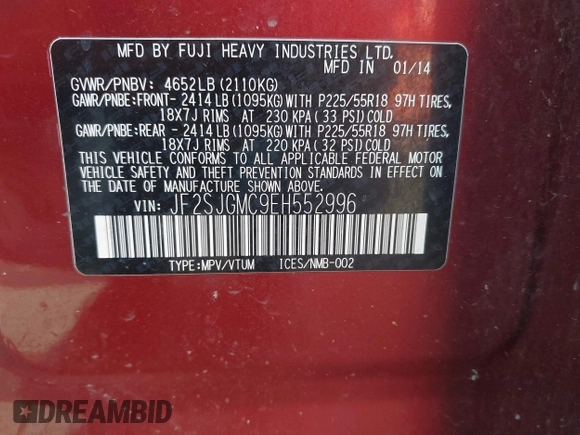 MFD BY FUJI HEAVY INDUSTRIES LTD.
MFD IN 01/14
GVWR/PNBV: 4652LB (2110KG)
GAWR/PNBE:FRONT- 2414LB (1095KG)WITH P225/55R18 97H TIRES,
18X7J RIMS AT 230 KPA (33 PSI)COLD
GAWR/PNBE:REAR - 2414LB (1095KG)WITH P225/55R18 97H TIRES,
18X7J RIMS AT 220 KPA (32 PSI)COLD
THIS VEHICLE CONFORMS TO ALL APPLICABLE FEDERAL MOTOR
VEHICLE SAFETY AND THEFT PREVENTION STANDARDS IN EFFECT
ON THE DATE OF MANUFACTURE SHOWN ABOVE.
VIN: JF2SJGMC9EH552996
TYPE:MPV/VTUM ICES/NMB-002
DREAMBID